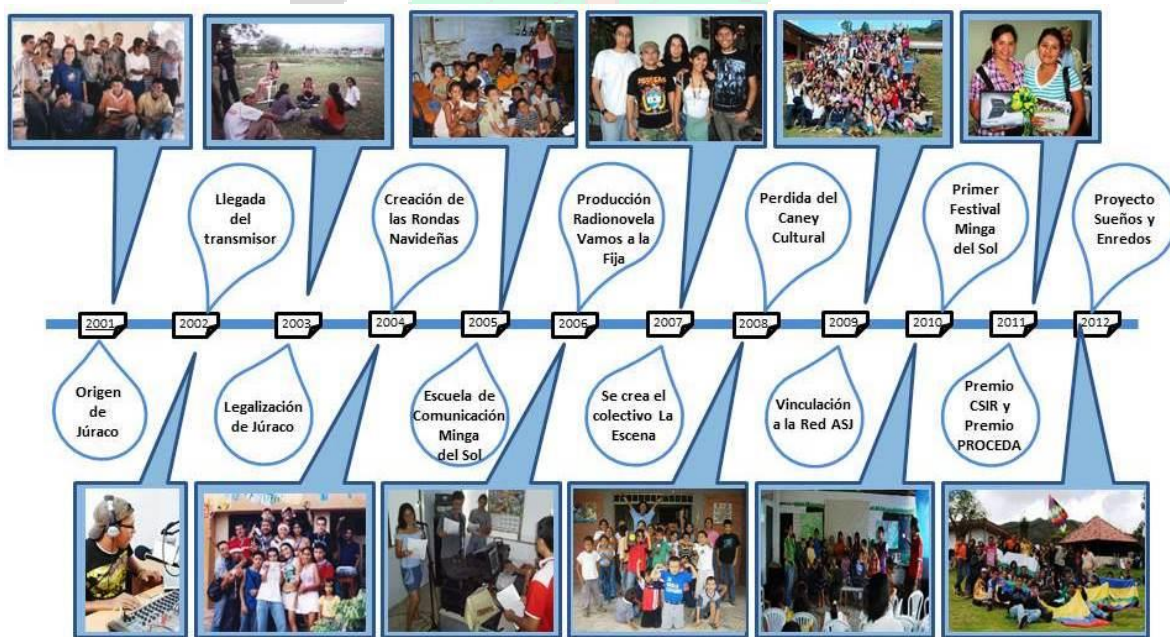 Llegada
del
transmisor
Creación de
las Rondas
Navideñas
Producción
Radionovela
Vamos a la
Fija
Perdida del
Caney
Cultural
Primer
Festival
Minga
del Sol
Proyecto
Sueños y
Enredos
2001 2002 2003 2004 2005 2006 2007 2008 2009 2010 2011 2012
Origen
de
Júraco
Legalización
de Júraco
Escuela de
Comunicación
Minga
del Sol
Se crea el
colectivo La
Escena
Vinculación
a la Red ASJ
Premio
CSIR y
Premio
PROCEDA